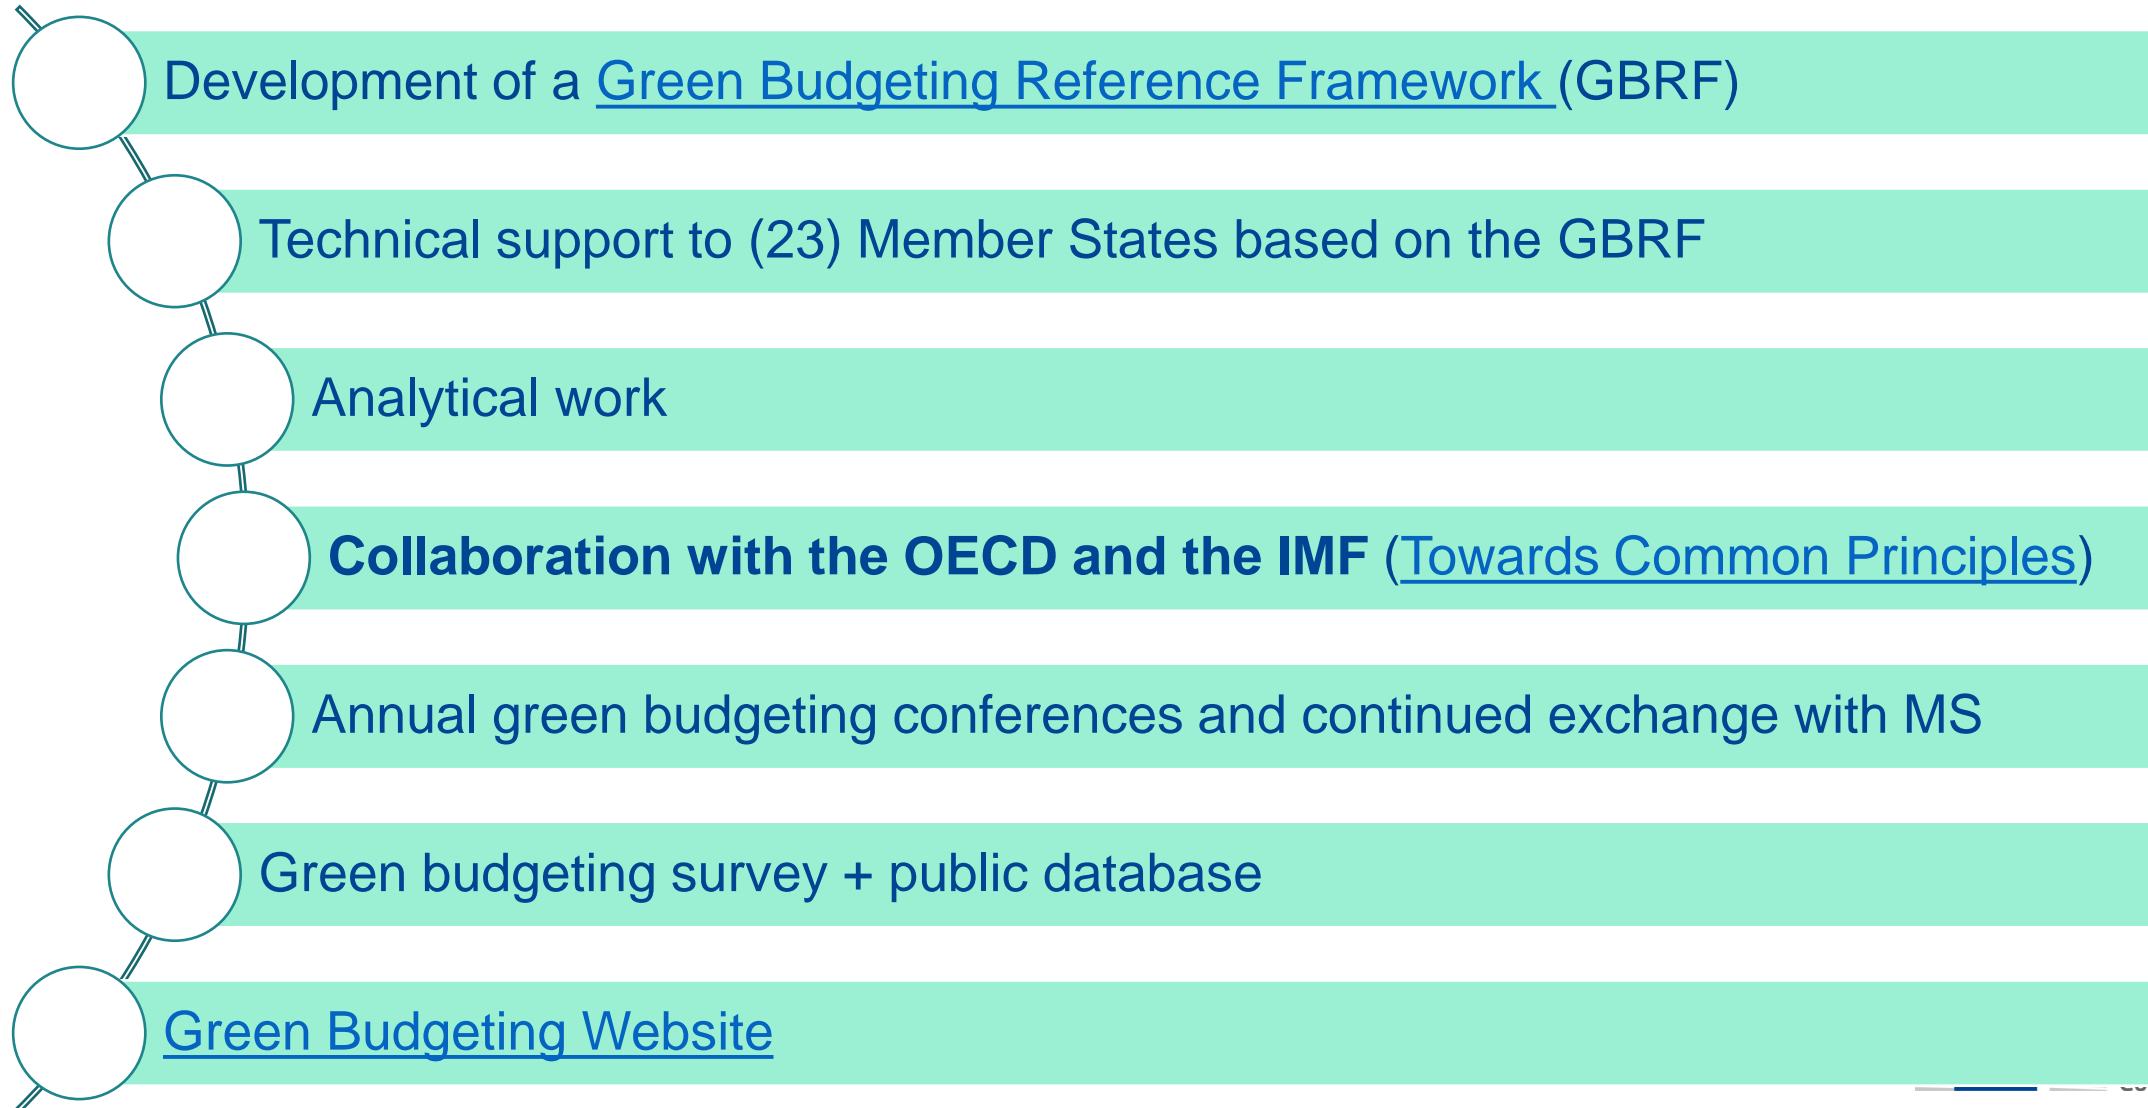 Development of a Green Budgeting Reference Framework (GBRF)
Technical support to (23) Member States based on the GBRF
Analytical work
Collaboration with the OECD and the IMF (Towards Common Principles)
Annual green budgeting conferences and continued exchange with MS
Green budgeting survey + public database
Green Budgeting Website